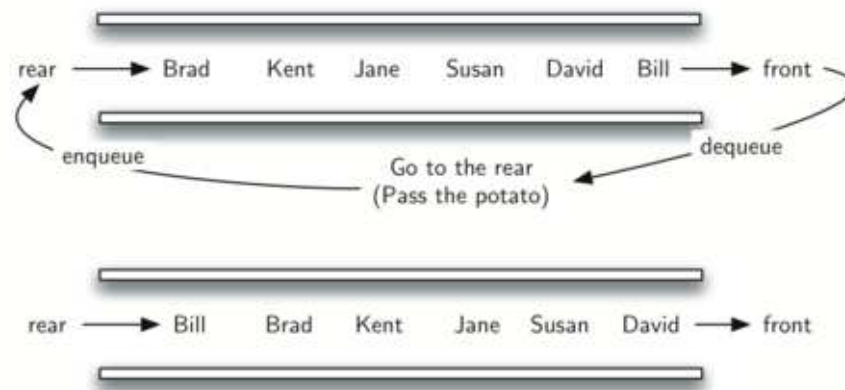 rear Brad Kent Jane Susan David Bill front
enqueue dequeue
Go to the rear
(Pass the potato)
rear Bill Brad Kent Jane Susan David front